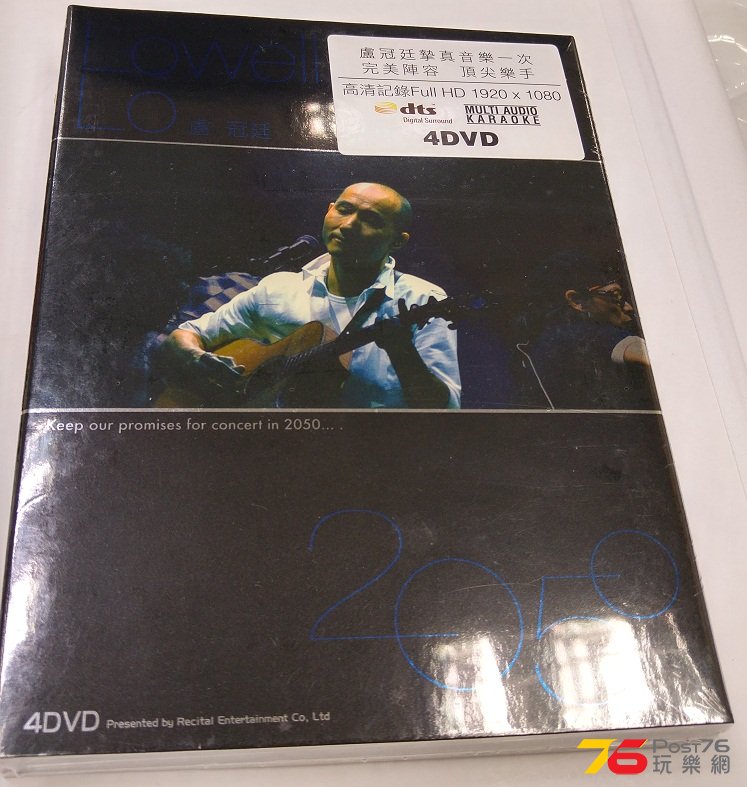 Lowell
Lo 盧 冠 廷
盧冠廷摯真音樂一次
完美陣容 頂尖樂手
高清記錄Full HD 1920 x 1080
dts
Digital Surround
MULTI AUDIO
KARAOKE
4DVD
Keep our promises for concert in 2050... .
2050
4DVD Presented by Recital Entertainment Co, Ltd
76 Post76
玩樂網